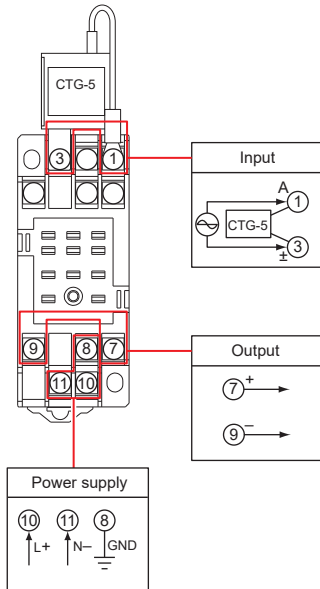 CTG-5
3
1
Input
A
1
CTG-5
3
±
9
8
7
11
10
Output
7 +
9 –
Power supply
10 11 8
L+ N– GND